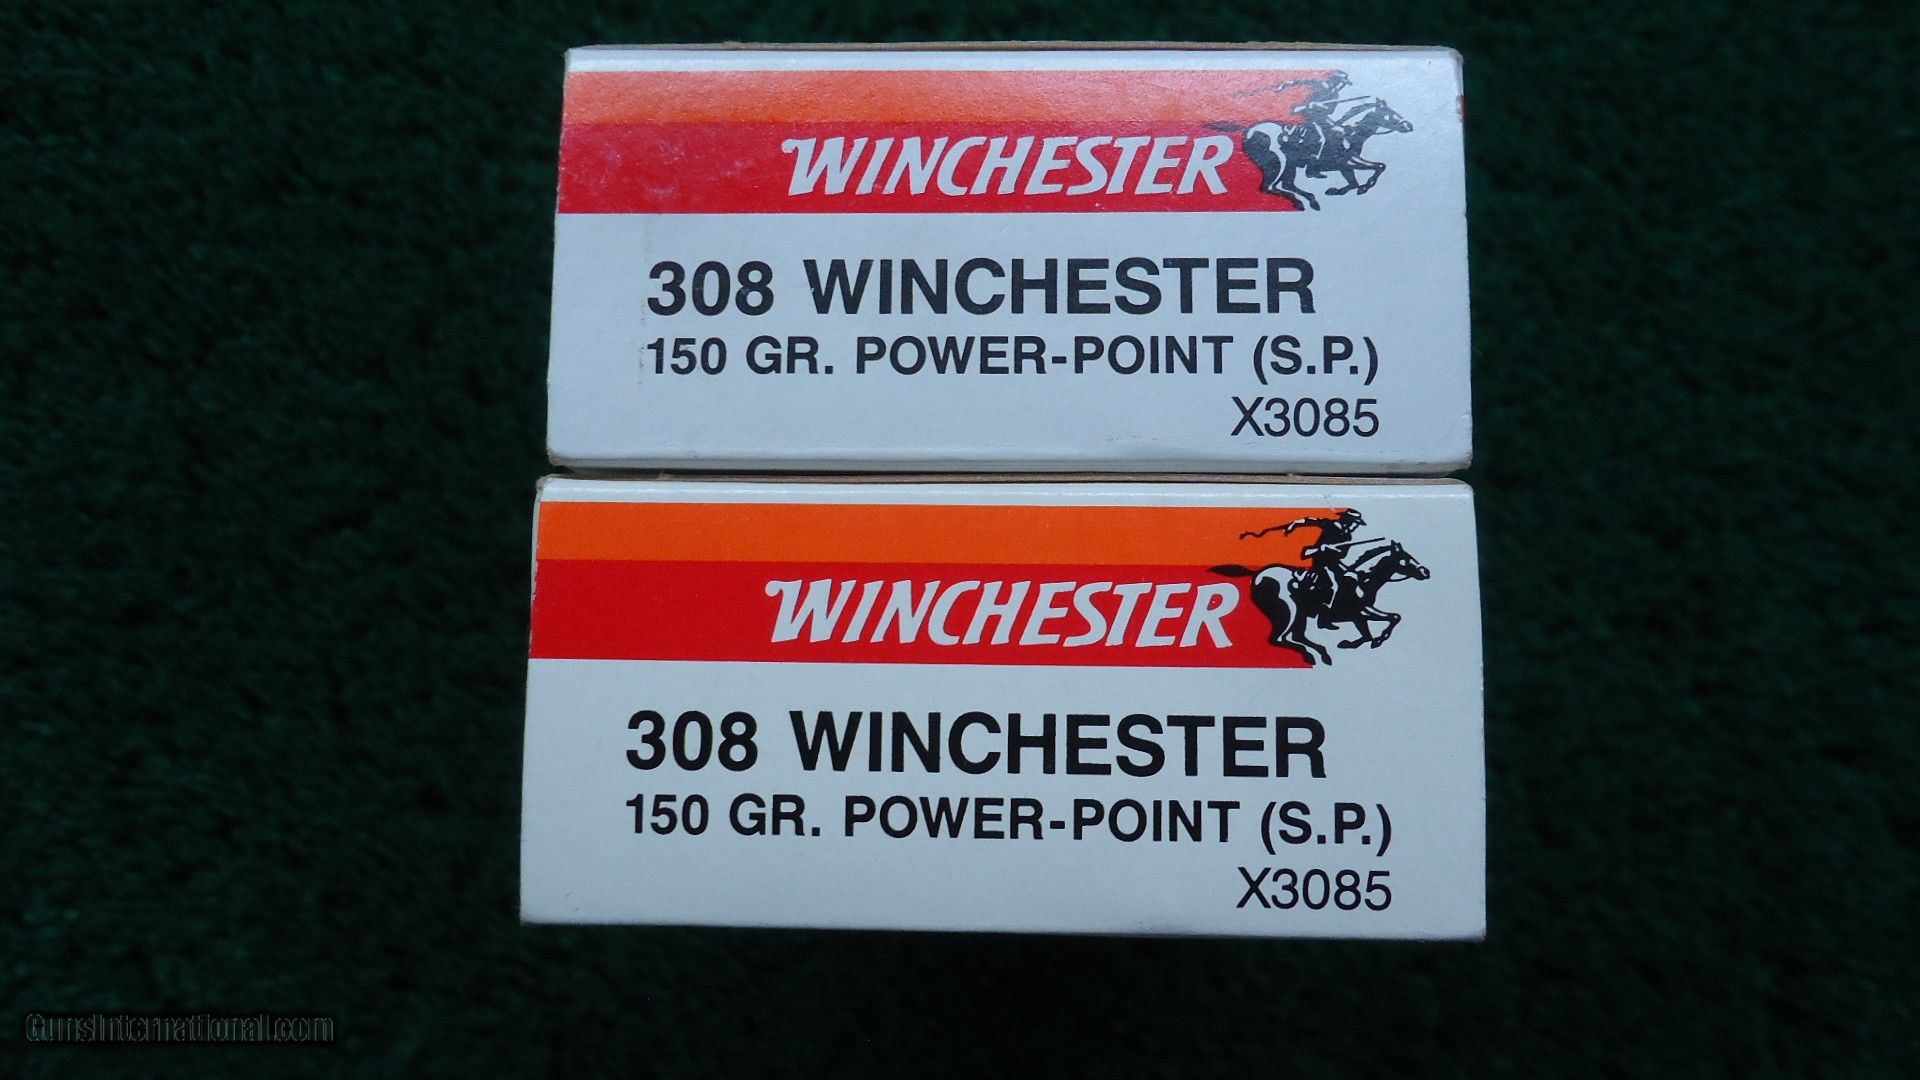 WINCHESTER
308 WINCHESTER
150 GR. POWER-POINT (S.P.)
X3085
WINCHESTER
308 WINCHESTER
150 GR. POWER-POINT (S.P.)
X3085
GunsInternational.com